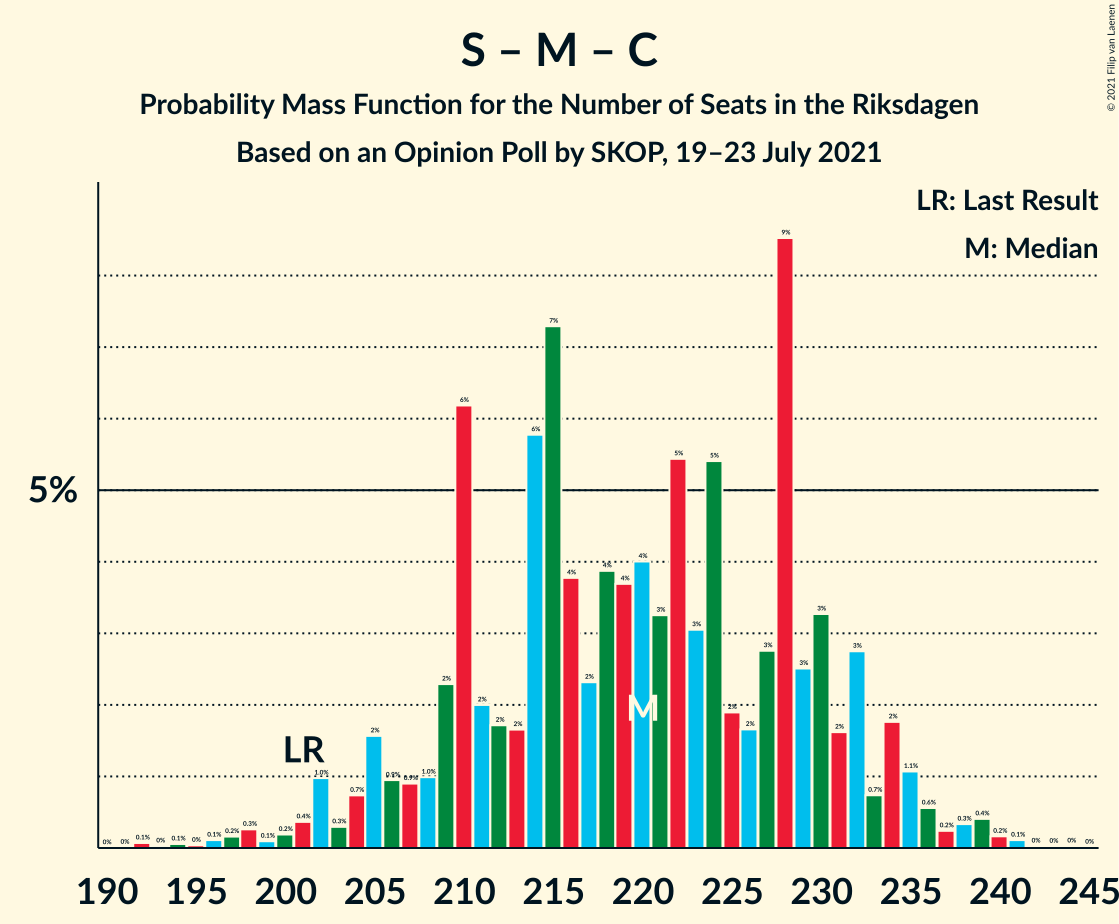 S – M – C
Probability Mass Function for the Number of Seats in the Riksdagen
Based on an Opinion Poll by SKOP, 19–23 July 2021
© 2021 Filip van Laenen
LR: Last Result
M: Median
5%
LR
M
0% 0% 0.1% 0% 0.1% 0% 0.1% 0.2% 0.3% 0.1% 0.2% 0.4% 1.0% 0.3% 0.7% 2% 0.9% 0.9% 1.0% 2% 6% 2% 2% 2% 6% 7% 4% 2% 4% 4% 4% 3% 5% 3% 5% 2% 2% 3% 9% 3% 3% 2% 3% 0.7% 2% 1.1% 0.6% 0.2% 0.3% 0.4% 0.2% 0.1% 0% 0% 0% 0%
190 195 200 205 210 215 220 225 230 235 240 245